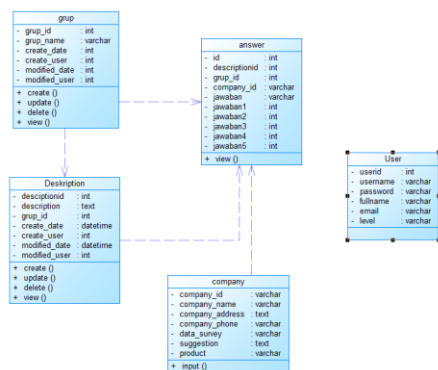 grup
- grup_id : int
- grup_name : varchar
- create_date : int
- create_user : int
- modified_date : int
- modified_user : int
+ create ()
+ update ()
+ delete ()
+ view ()
answer
- id : int
- descriptionid : int
- grup_id : int
- company_id : varchar
- jawaban : varchar
- jawaban1 : int
- jawaban2 : int
- jawaban3 : int
- jawaban4 : int
- jawaban5 : int
+ view ()
User
- userid : int
- username : varchar
- password : varchar
- fullname : varchar
- email : varchar
- level : varchar
Deskription
- desciptionid : int
- description : text
- grup_id : int
- create_date : datetime
- create_user : int
- modified_date : datetime
- modified_user : int
+ create ()
+ update ()
+ delete ()
+ view ()
company
- company_id : varchar
- company_name : varchar
- company_address : text
- company_phone : varchar
- data_survey : varchar
- suggestion : text
- product : varchar
+ input ()